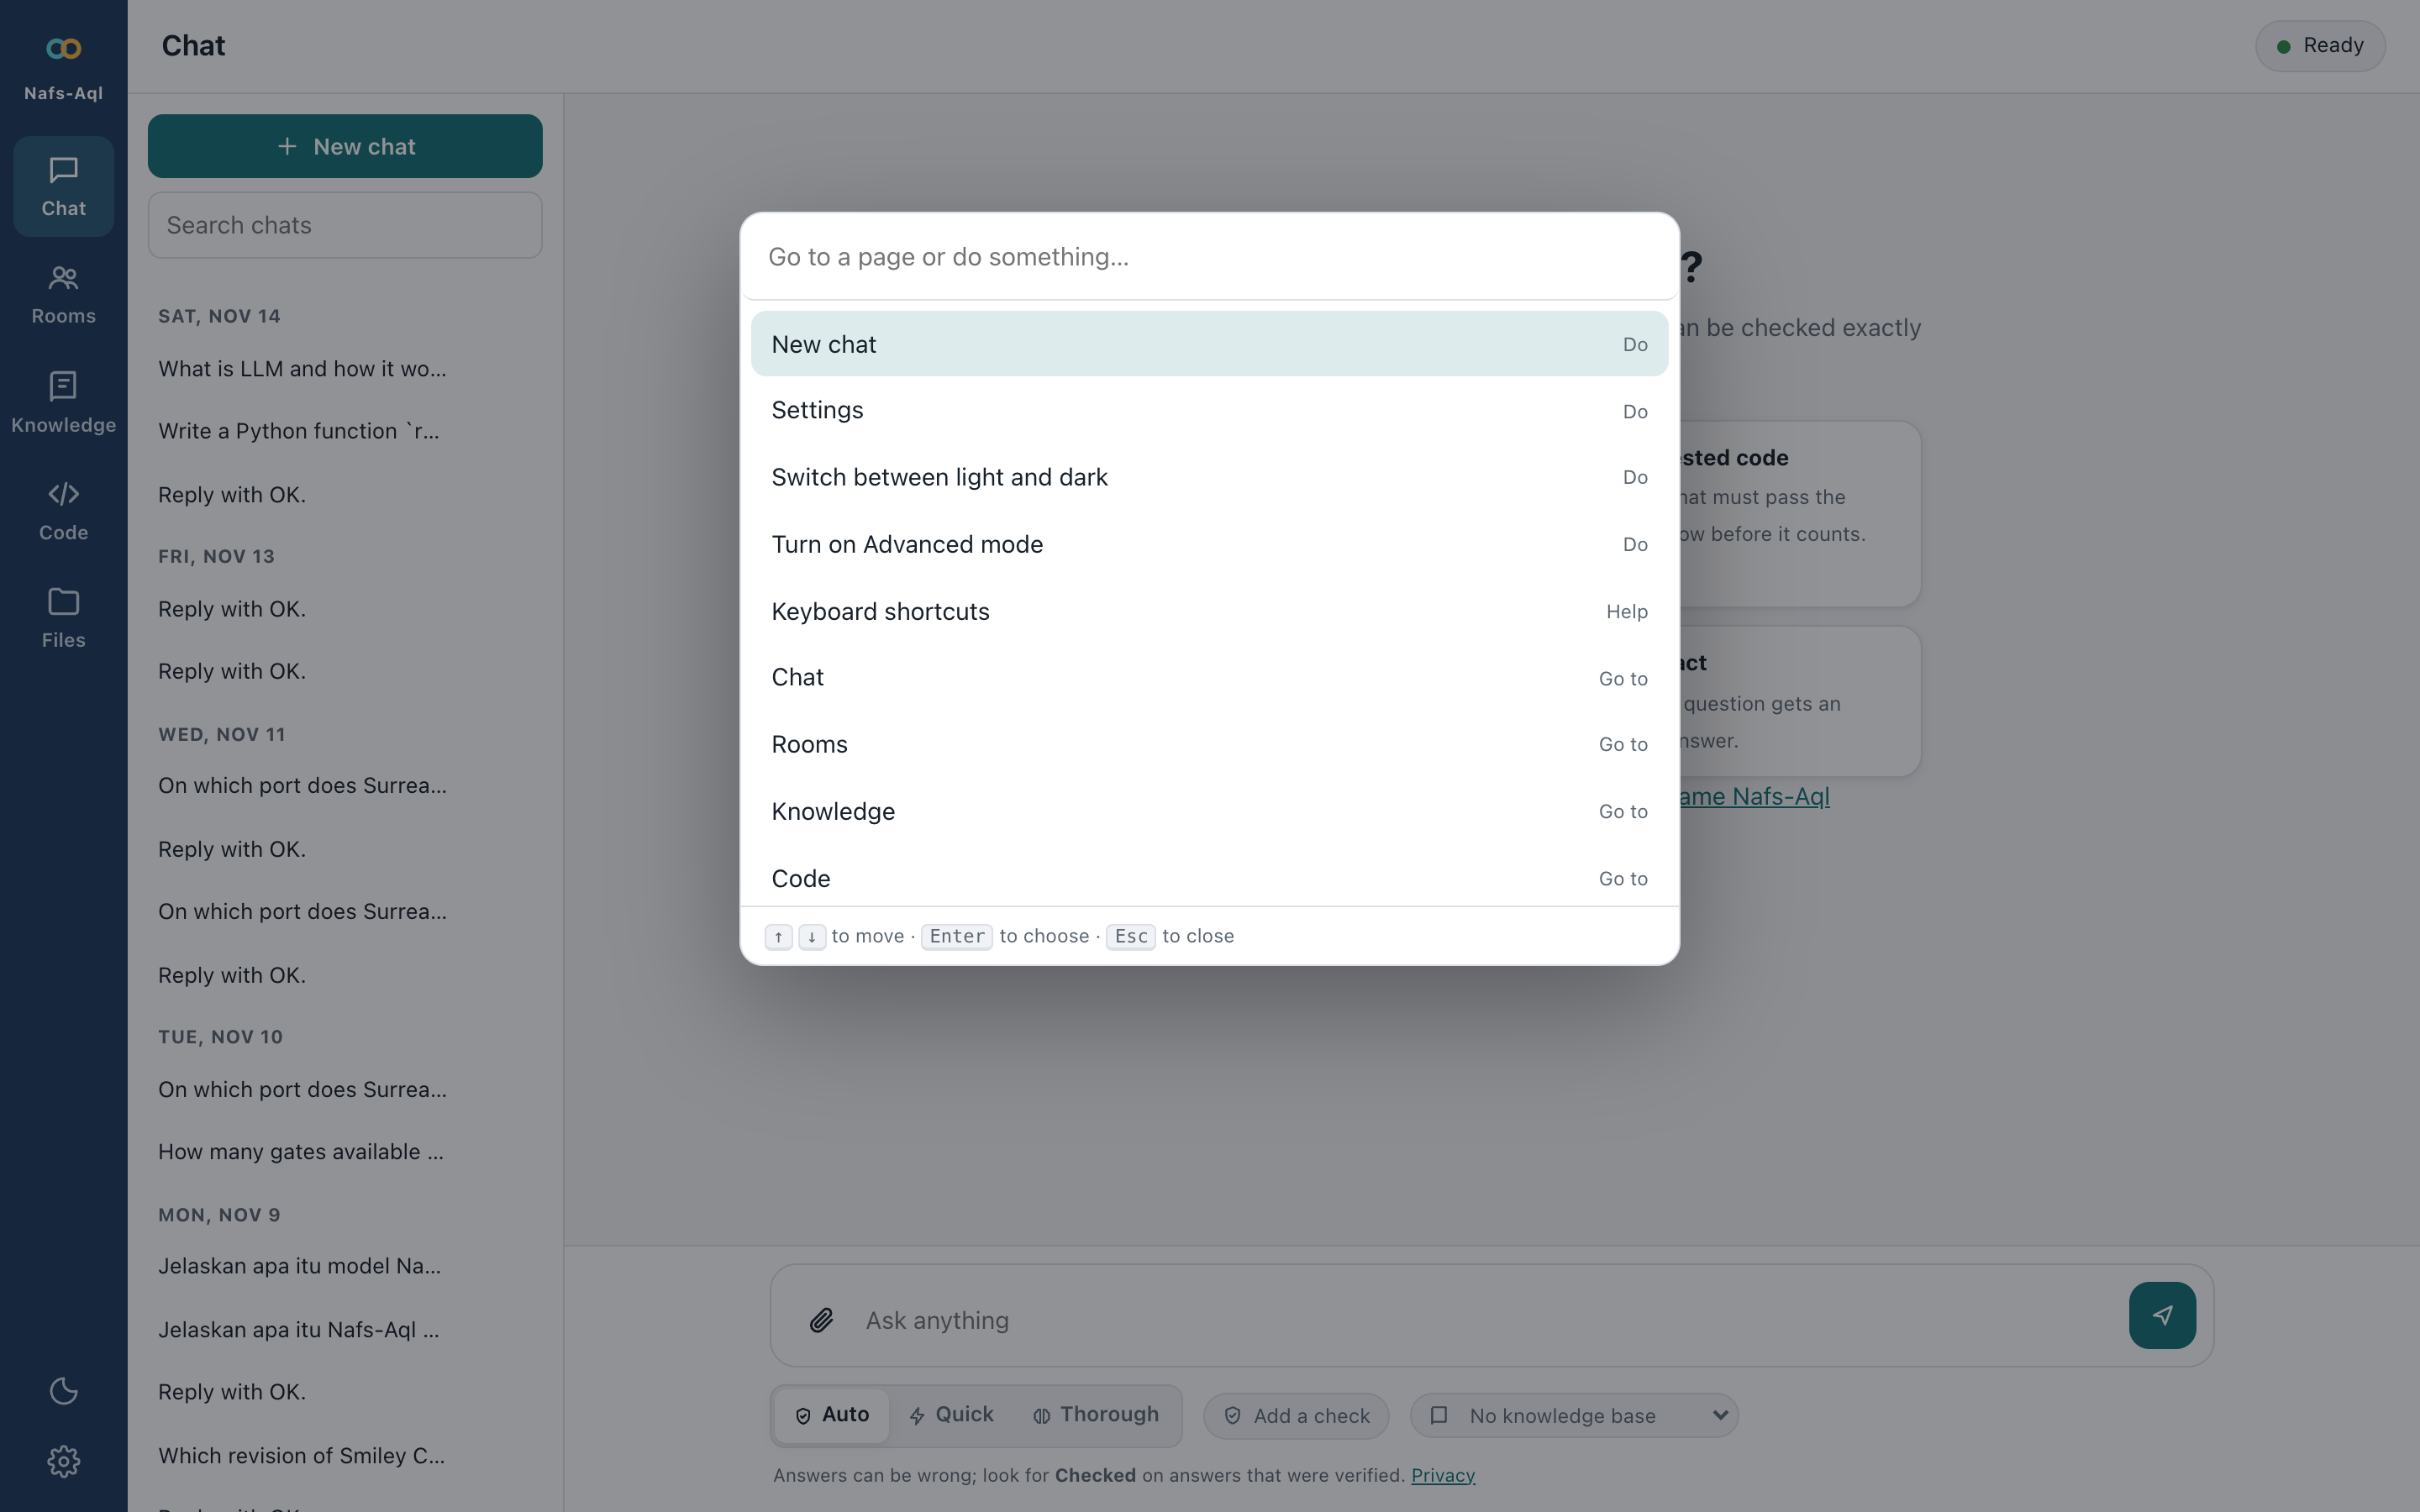 Nafs-Aql
Chat
Rooms
Knowledge
Code
Files
Chat
Ready
New chat
Search chats
SAT, NOV 14
What is LLM and how it wo...
Write a Python function `r...
Reply with OK.
FRI, NOV 13
Reply with OK.
Reply with OK.
WED, NOV 11
On which port does Surrea...
Reply with OK.
On which port does Surrea...
Reply with OK.
TUE, NOV 10
On which port does Surrea...
How many gates available ...
MON, NOV 9
Jelaskan apa itu model Na...
Jelaskan apa itu Nafs-Aql ...
Reply with OK.
Which revision of Smiley C...
Go to a page or do something...
New chat Do
Settings Do
Switch between light and dark Do
Turn on Advanced mode Do
Keyboard shortcuts Help
Chat Go to
Rooms Go to
Knowledge Go to
Code Go to
↑ ↓ to move · Enter to choose · Esc to close
?
be checked exactly
code
must pass the
before it counts.
question gets an
Nafs-Aql
Ask anything
Auto Quick Thorough Add a check No knowledge base
Answers can be wrong; look for Checked on answers that were verified. Privacy